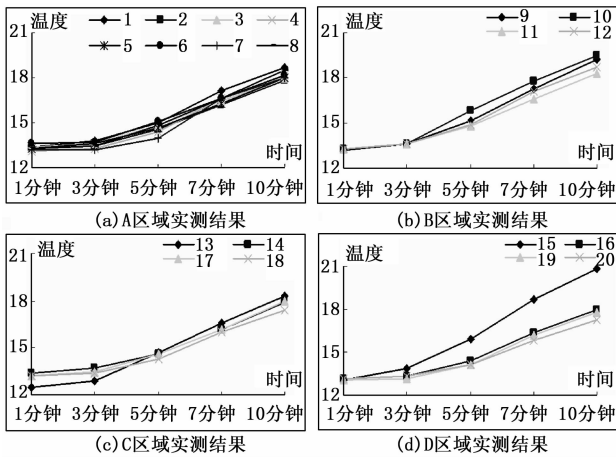 温度
1 2 3 4
5 6 7 8
21
18
15
12
时间
1分钟 3分钟 5分钟 7分钟 10分钟
(a)A区域实测结果
温度
9 10
11 12
21
18
15
12
时间
1分钟 3分钟 5分钟 7分钟 10分钟
(b)B区域实测结果
温度
13 14
17 18
21
18
15
12
时间
1分钟 3分钟 5分钟 7分钟 10分钟
(c)C区域实测结果
温度
15 16
19 20
21
18
15
12
时间
1分钟 3分钟 5分钟 7分钟 10分钟
(d)D区域实测结果